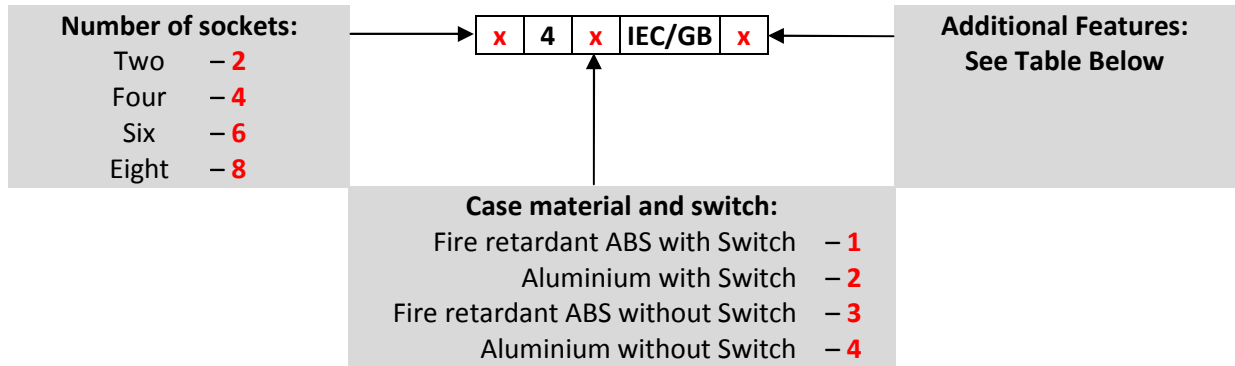 Number of sockets:
Two – 2
Four – 4
Six – 6
Eight – 8
x 4 x IEC/GB x
Additional Features:
See Table Below
Case material and switch:
Fire retardant ABS with Switch – 1
Aluminium with Switch – 2
Fire retardant ABS without Switch – 3
Aluminium without Switch – 4